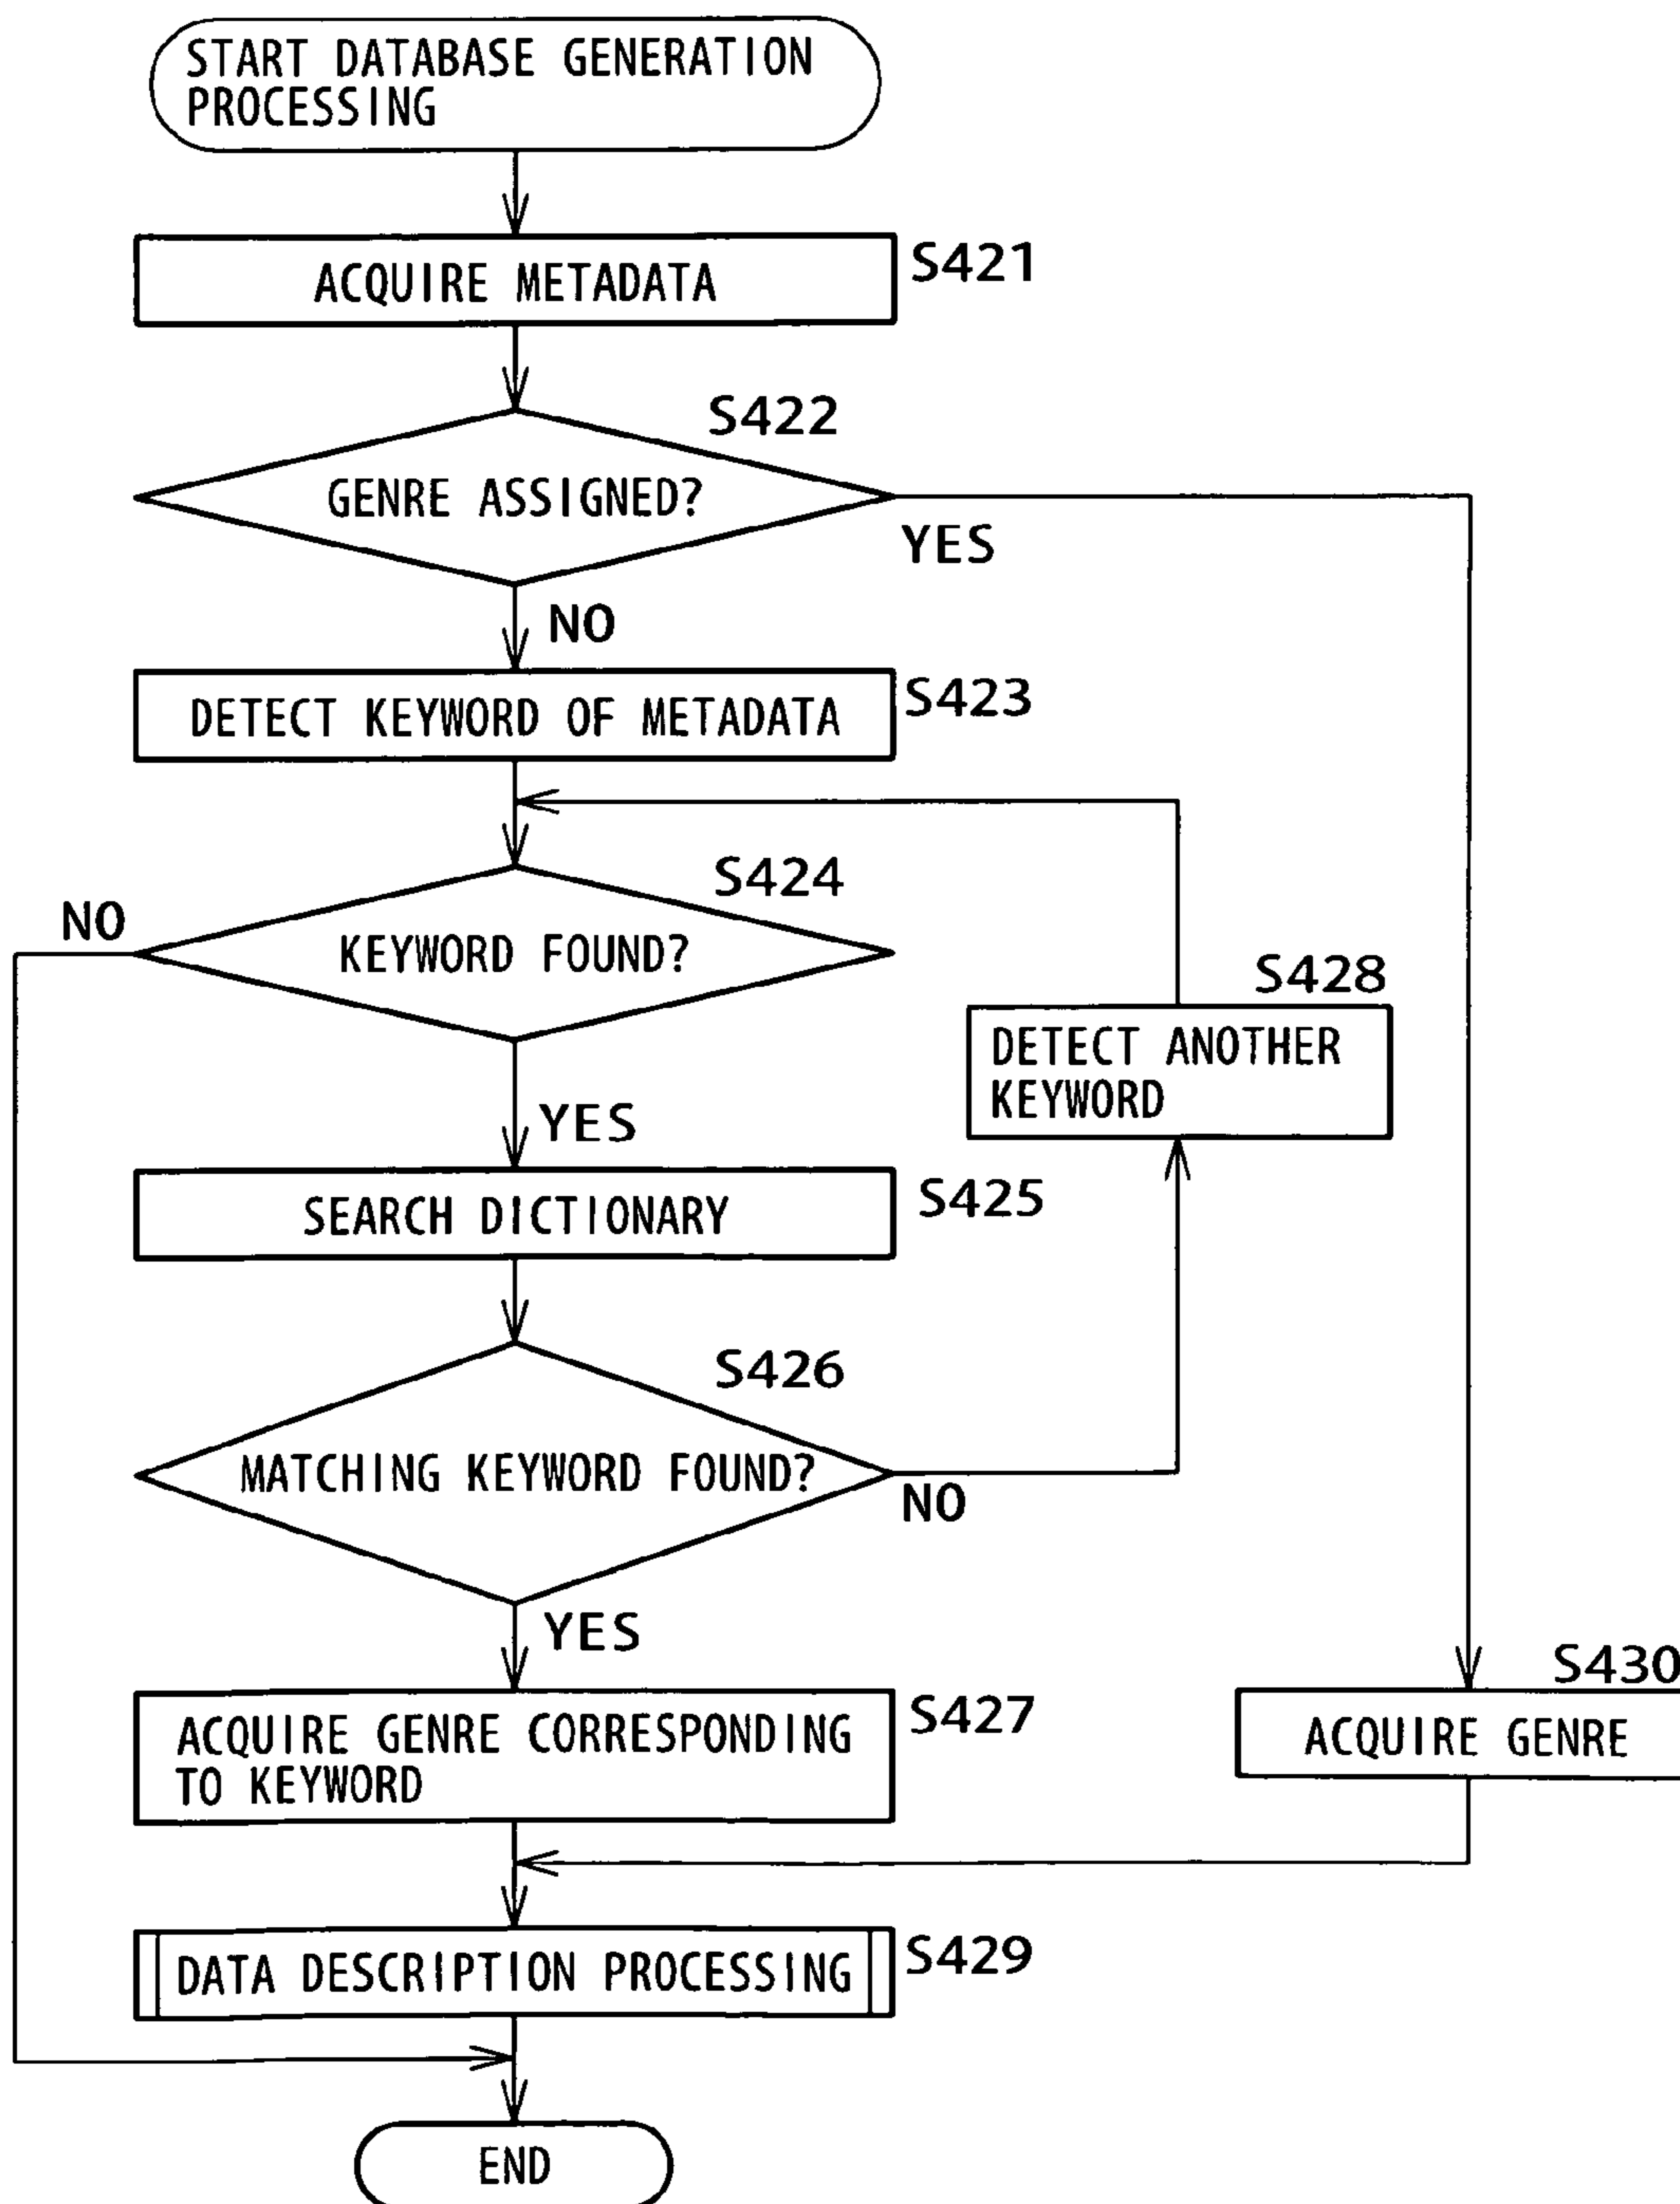 START DATABASE GENERATION
PROCESSING
ACQUIRE METADATA
S421
S422
GENRE ASSIGNED?
YES
NO
DETECT KEYWORD OF METADATA
S423
S424
NO
KEYWORD FOUND?
S428
DETECT ANOTHER
KEYWORD
YES
SEARCH DICTIONARY
S425
S426
MATCHING KEYWORD FOUND?
NO
YES
S430
ACQUIRE GENRE CORRESPONDING
TO KEYWORD
S427
ACQUIRE GENRE
DATA DESCRIPTION PROCESSING
S429
END